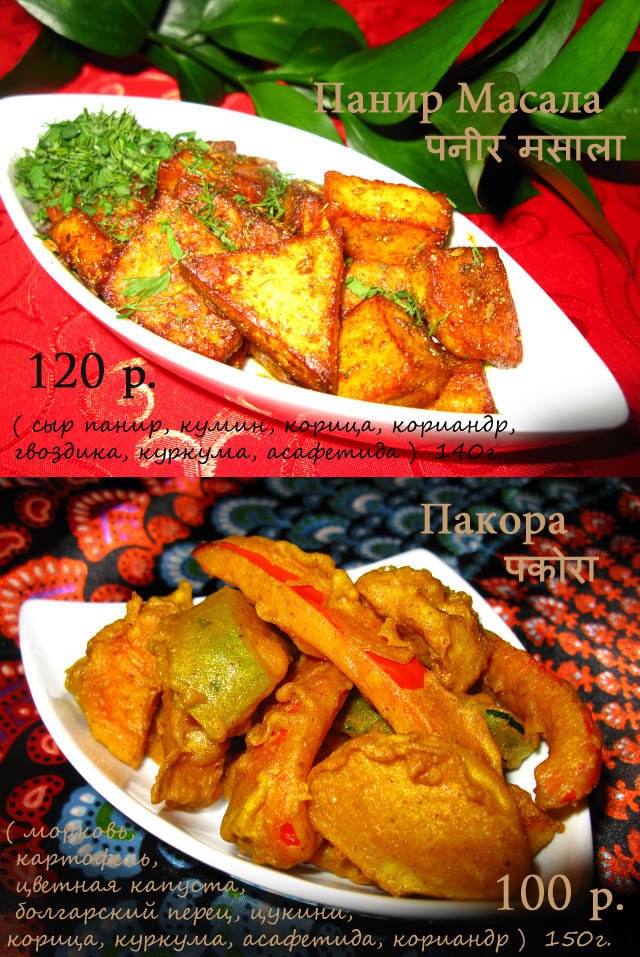 Панир Масала
पनीर मसाला
120 р.
( сыр панир, кумин, корица, кориандр,
гвоздика, куркума, асафетида ) 140г.
Пакора
पकोरा
( морковь,
картофель,
цветная капуста,
болгарский перец, цукини,
корица, куркума, асафетида, кориандр ) 150г.
100 р.